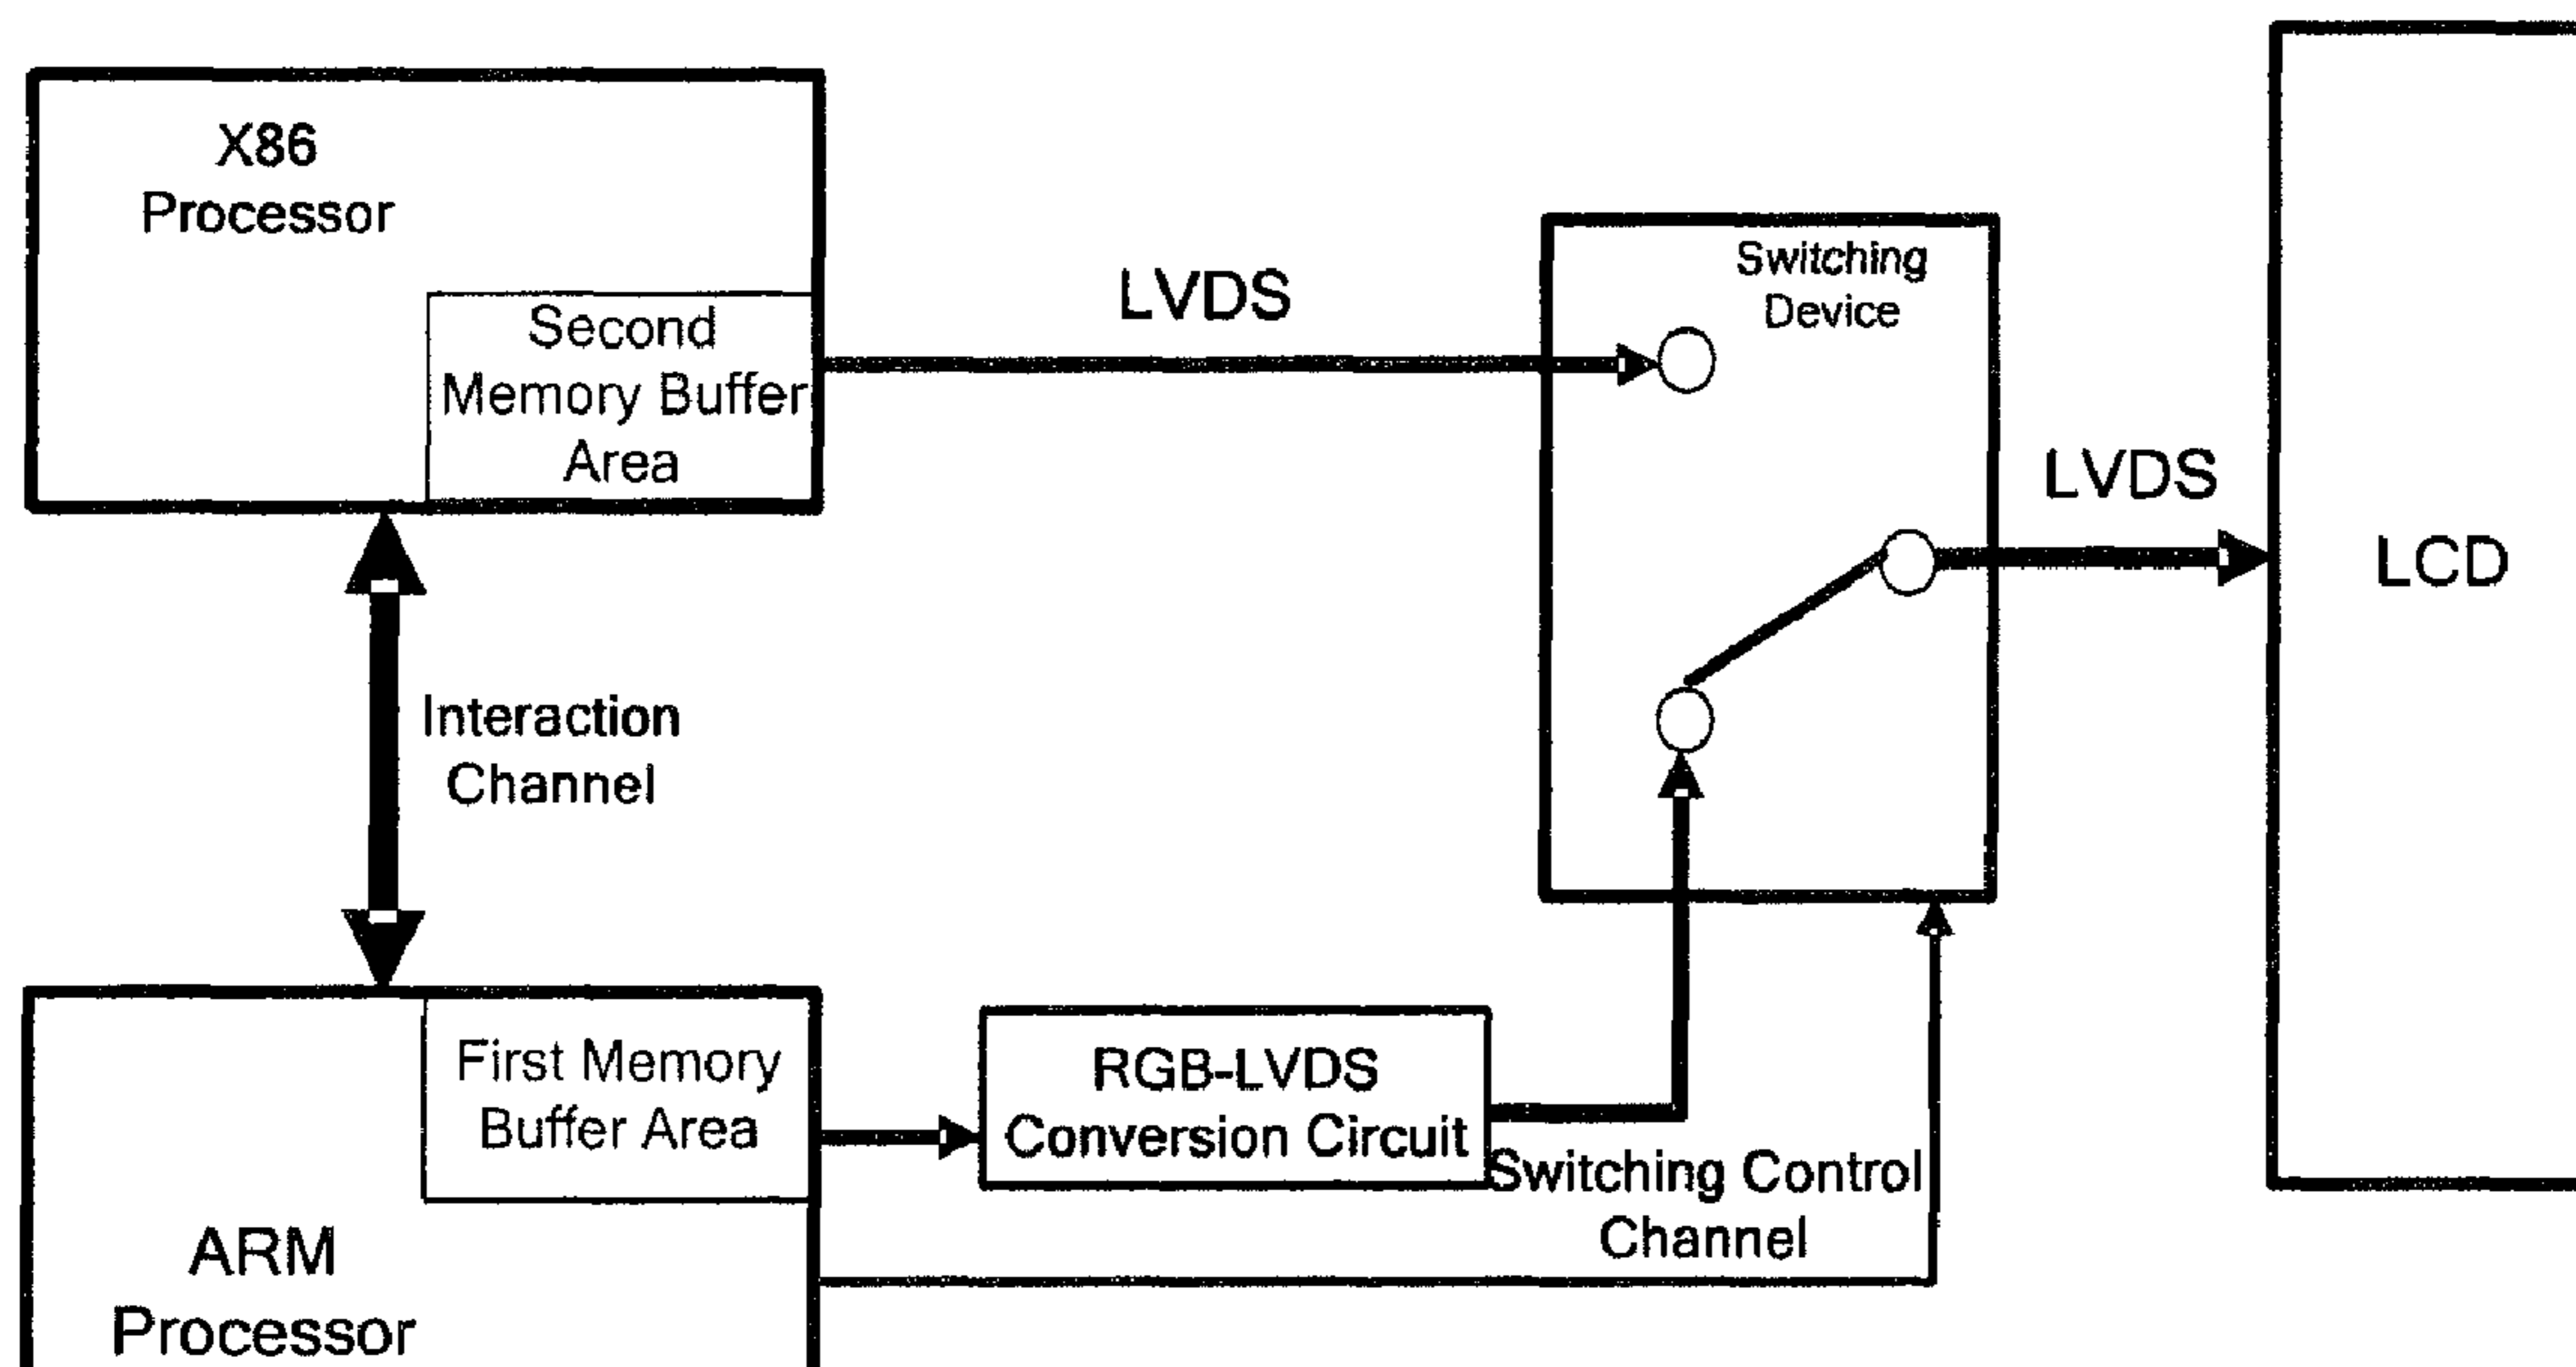 X86
Processor
Second
Memory Buffer
Area
LVDS
Switching
Device
LVDS
LCD
Interaction
Channel
First Memory
Buffer Area
ARM
Processor
RGB-LVDS
Conversion Circuit
Switching Control
Channel